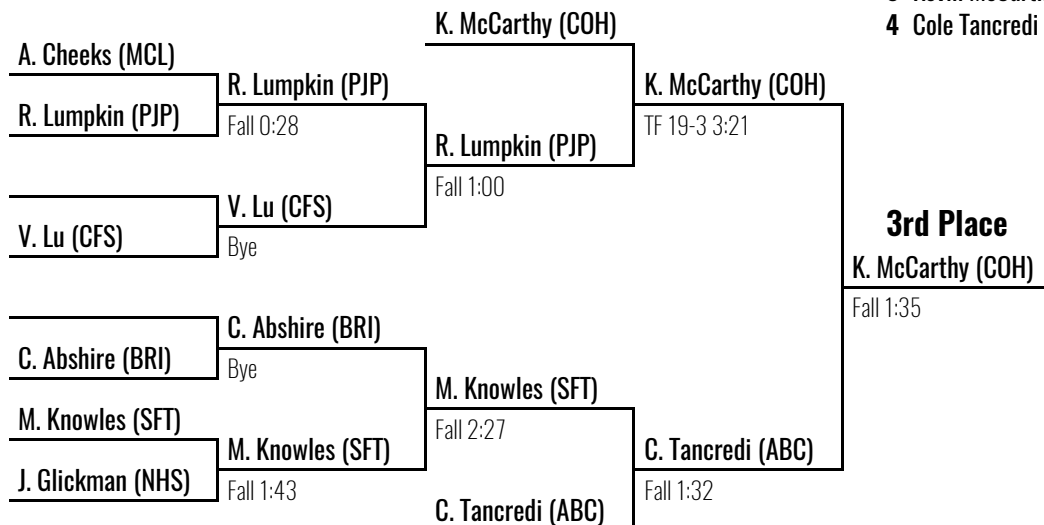 4 Cole Tancredi
K. McCarthy (COH)
A. Cheeks (MCL)
R. Lumpkin (PJP)
K. McCarthy (COH)
R. Lumpkin (PJP)
Fall 0:28
TF 19-3 3:21
R. Lumpkin (PJP)
Fall 1:00
V. Lu (CFS)
V. Lu (CFS)
Bye
3rd Place
K. McCarthy (COH)
Fall 1:35
C. Abshire (BRI)
C. Abshire (BRI)
Bye
M. Knowles (SFT)
M. Knowles (SFT)
Fall 2:27
M. Knowles (SFT)
C. Tancredi (ABC)
J. Glickman (NHS)
Fall 1:43
Fall 1:32
C. Tancredi (ABC)